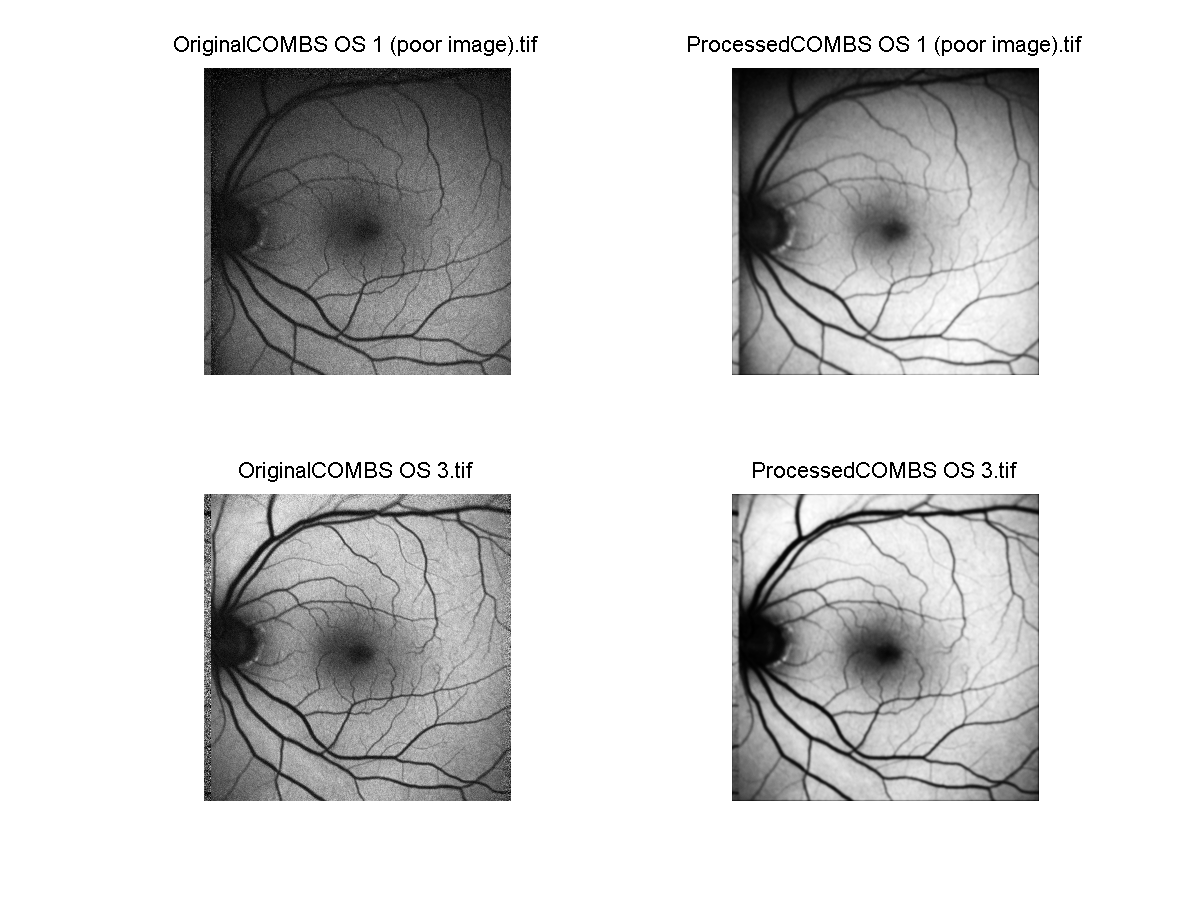 OriginalCOMBS OS 1 (poor image).tif
ProcessedCOMBS OS 1 (poor image).tif
OriginalCOMBS OS 3.tif
ProcessedCOMBS OS 3.tif